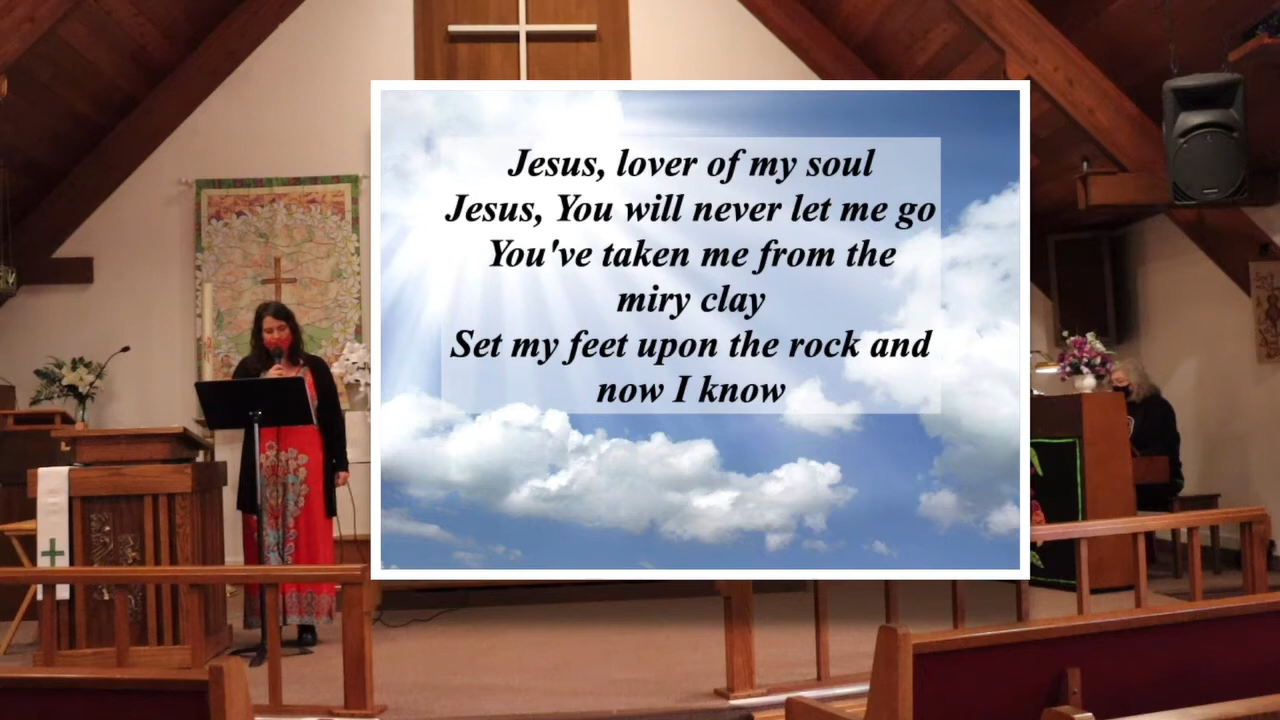 Jesus, lover of my soul
Jesus, You will never let me go
You've taken me from the
miry clay
Set my feet upon the rock and
now I know